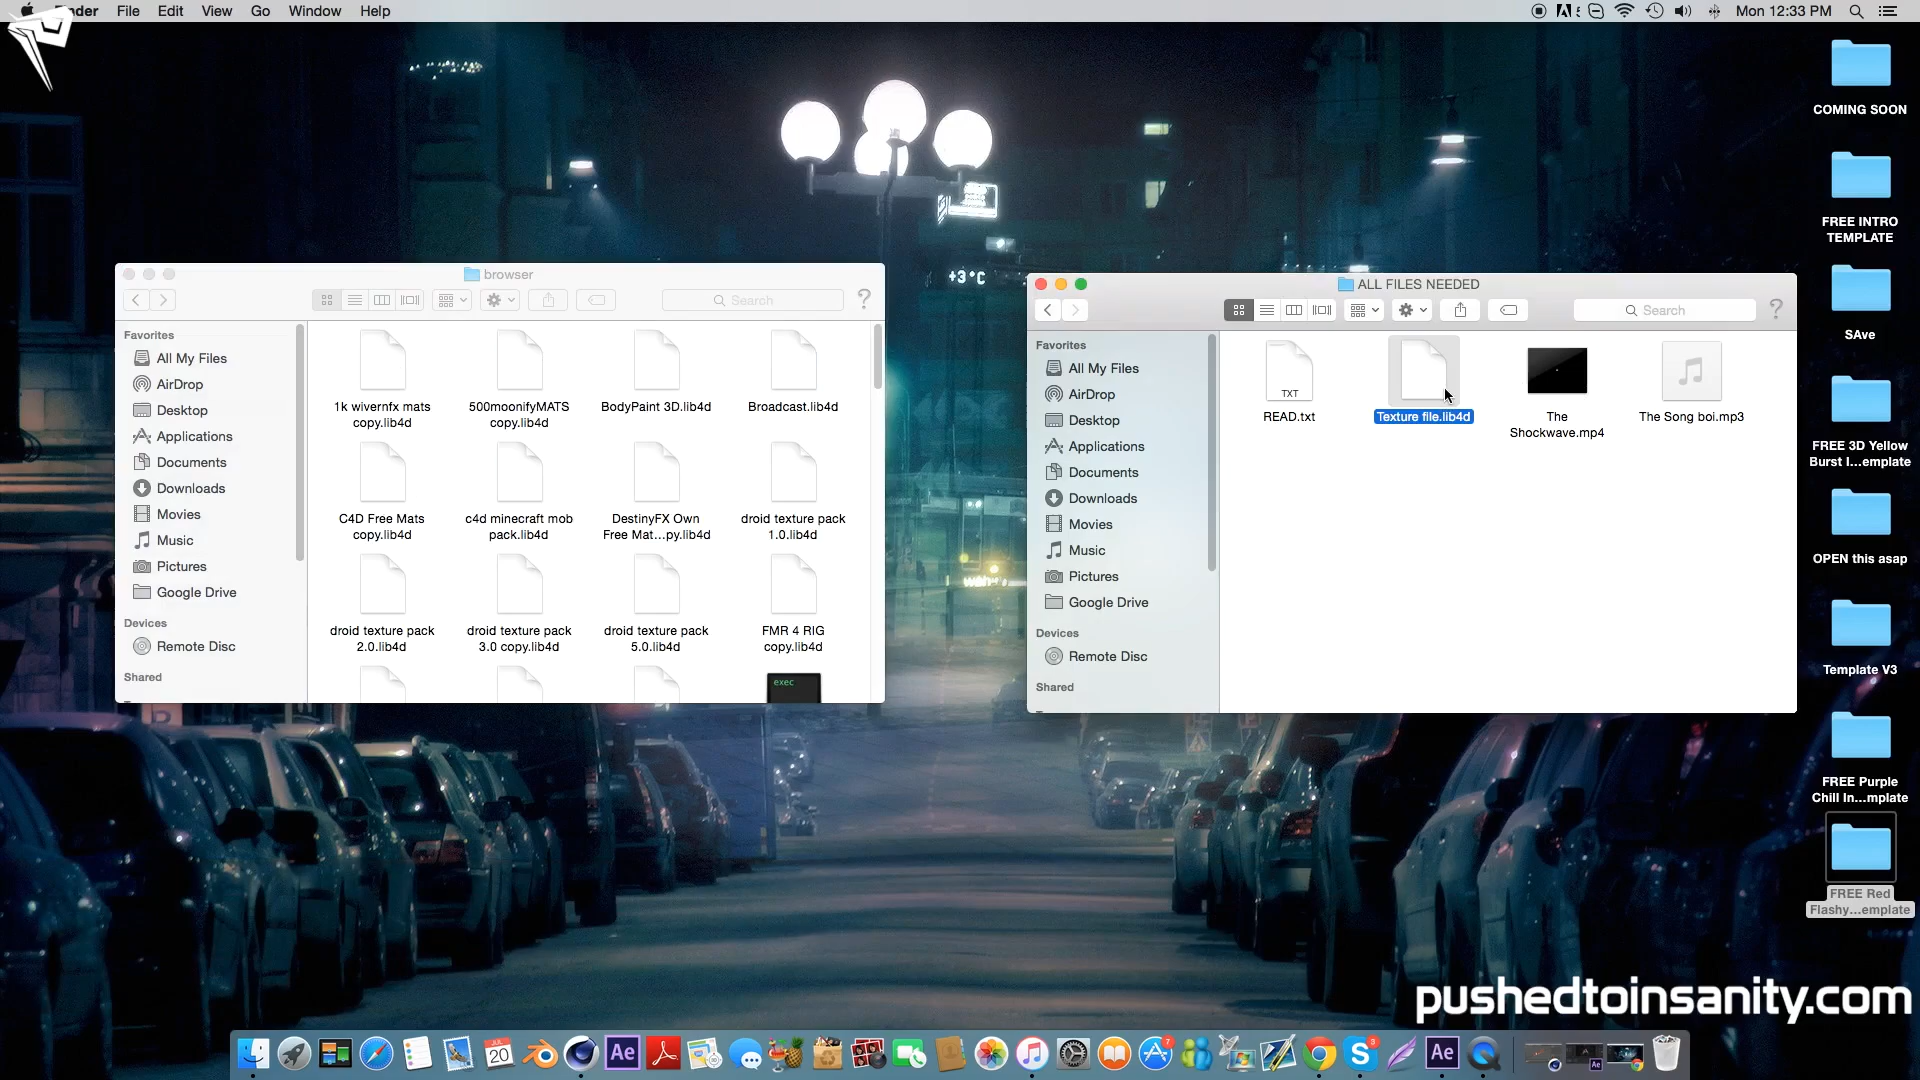 Finder File Edit View Go Window Help
Mon 12:33 PM
COMING SOON
FREE INTRO
TEMPLATE
SAve
FREE 3D Yellow
Burst I...emplate
OPEN this asap
Template V3
FREE Purple
Chill In...mplate
FREE Red
Flashy...emplate
+3°C
browser
Search
?
Favorites
All My Files
AirDrop
Desktop
Applications
Documents
Downloads
Movies
Music
Pictures
Google Drive
Devices
Remote Disc
Shared
1k wivernfx mats
copy.lib4d
500moonifyMATS
copy.lib4d
BodyPaint 3D.lib4d
Broadcast.lib4d
C4D Free Mats
copy.lib4d
c4d minecraft mob
pack.lib4d
DestinyFX Own
Free Mat...py.lib4d
droid texture pack
1.0.lib4d
droid texture pack
2.0.lib4d
droid texture pack
3.0 copy.lib4d
droid texture pack
5.0.lib4d
FMR 4 RIG
copy.lib4d
exec
ALL FILES NEEDED
Search
?
Favorites
All My Files
AirDrop
Desktop
Applications
Documents
Downloads
Movies
Music
Pictures
Google Drive
Devices
Remote Disc
Shared
TXT
READ.txt
Texture file.lib4d
The
Shockwave.mp4
The Song boi.mp3
pushedtoinsanity.com
20
Ae
7
3
Ae